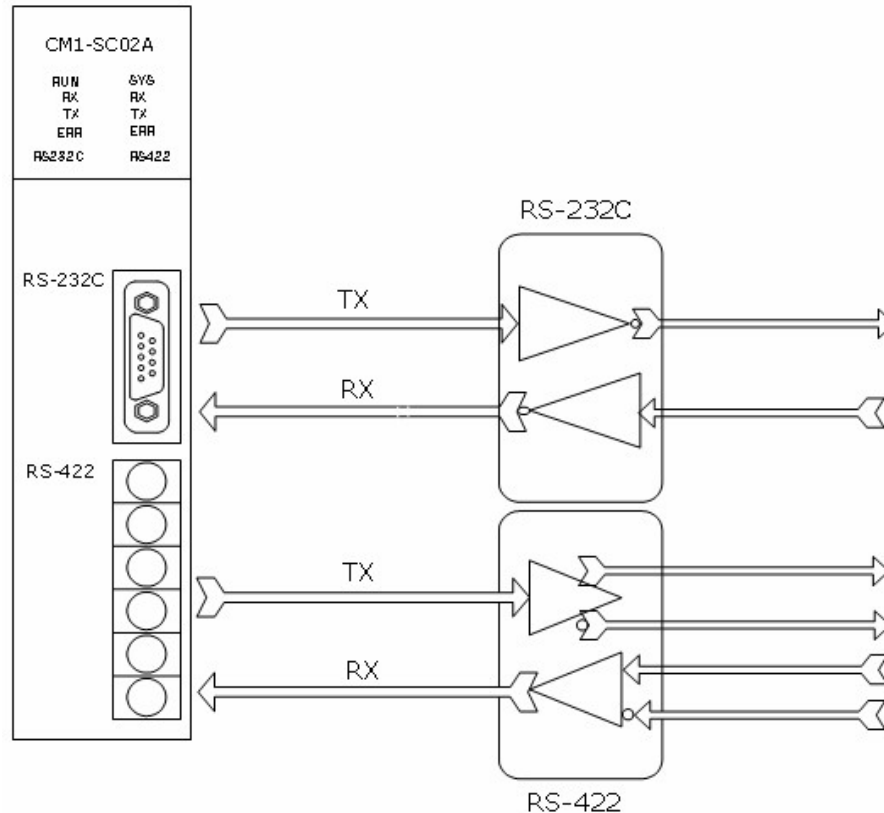 CM1-SC02A
RUN SYS
RX RX
TX TX
ERR ERR
RS232C RS422
RS-232C
RS-232C
TX
RX
RS-422
TX
RX
RS-422